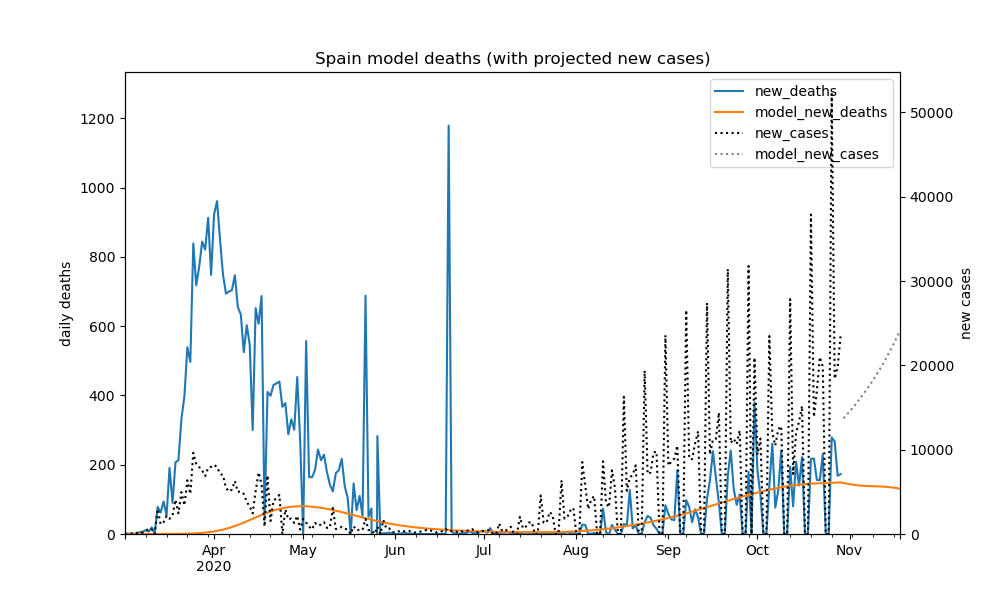 Spain model deaths (with projected new cases)
new_deaths
model_new_deaths
new_cases
model_new_cases
daily deaths
1200
1000
800
600
400
200
0
new cases
50000
40000
30000
20000
10000
0
Apr May Jun Jul Aug Sep Oct Nov
2020